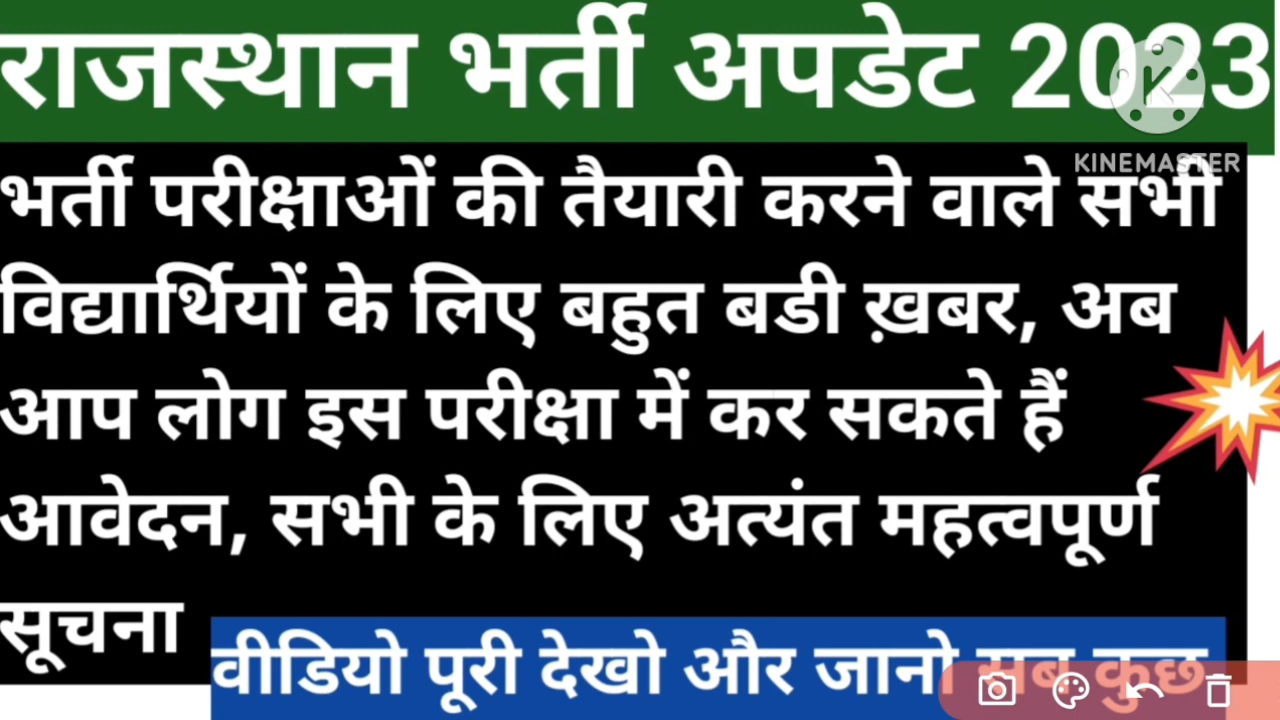 राजस्थान भर्ती अपडेट 2023
KINEMASTER
भर्ती परीक्षाओं की तैयारी करने वाले सभी
विद्यार्थियों के लिए बहुत बडी ख़बर, अब
आप लोग इस परीक्षा में कर सकते हैं
आवेदन, सभी के लिए अत्यंत महत्वपूर्ण
सूचना
वीडियो पूरी देखो और जानो सब कुछ